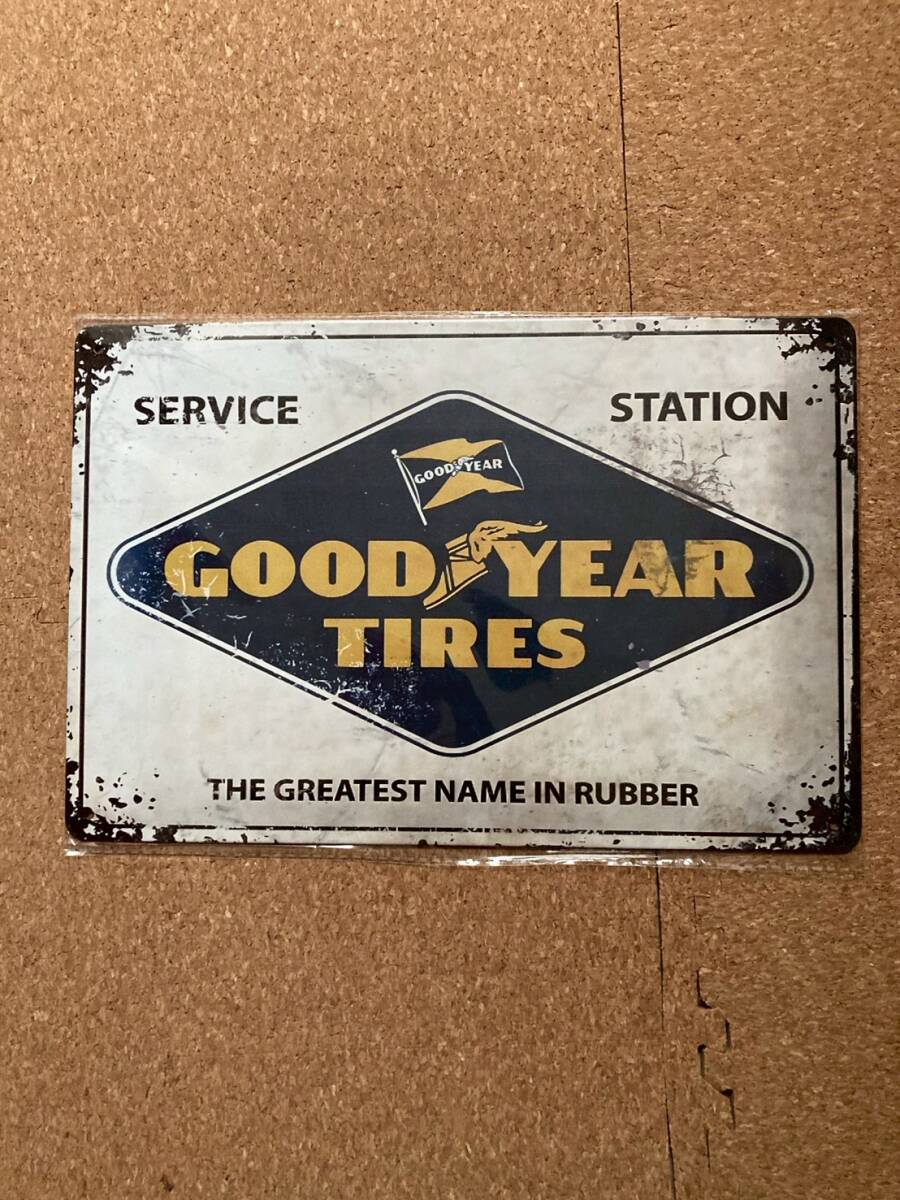 SERVICE STATION
GOOD YEAR
GOOD YEAR
TIRES
THE GREATEST NAME IN RUBBER